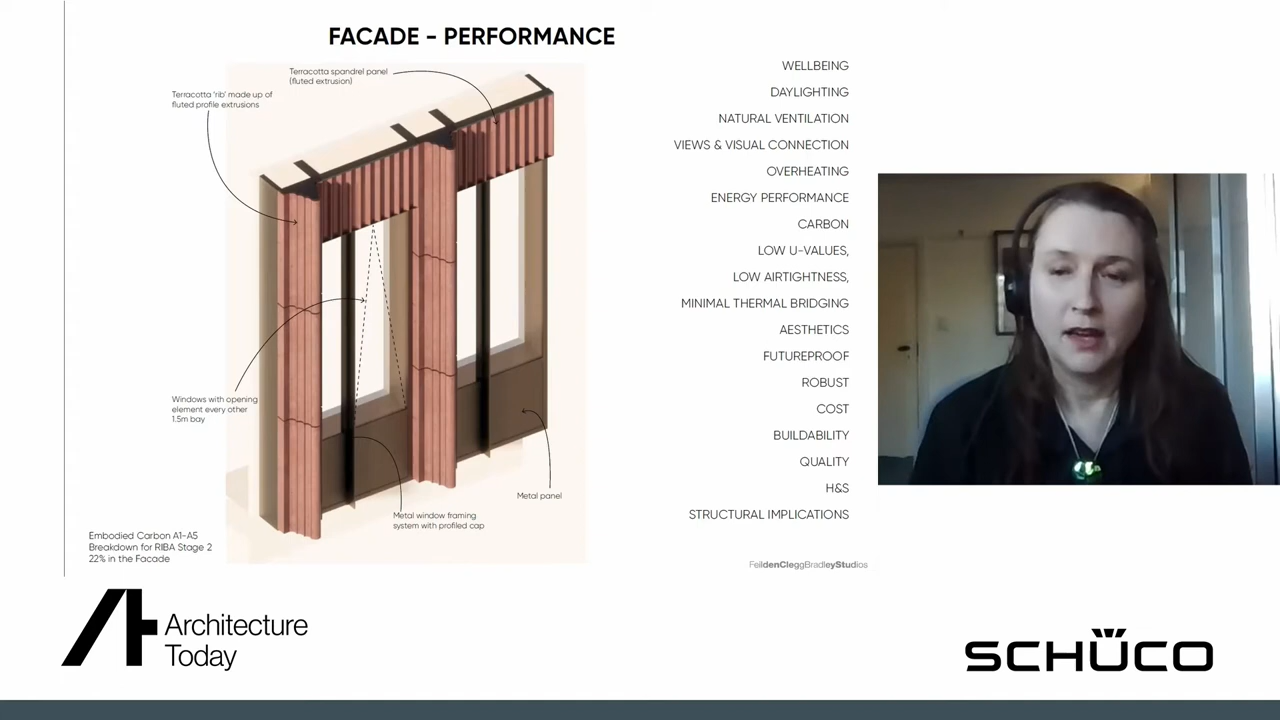 FACADE - PERFORMANCE
Terracotta spandrel panel
(fluted extrusion)
Terracotta 'rib' made up of
fluted profile extrusions
Windows with opening
element every other
1.5m bay
Metal panel
Metal window framing
system with profiled cap
Embodied Carbon A1-A5
Breakdown for RIBA Stage 2
22% in the Facade
WELLBEING
DAYLIGHTING
NATURAL VENTILATION
VIEWS & VISUAL CONNECTION
OVERHEATING
ENERGY PERFORMANCE
CARBON
LOW U-VALUES,
LOW AIRTIGHTNESS,
MINIMAL THERMAL BRIDGING
AESTHETICS
FUTUREPROOF
ROBUST
COST
BUILDABILITY
QUALITY
H&S
STRUCTURAL IMPLICATIONS
FeildenCleggBradleyStudios
Architecture
Today
SCHÜCO